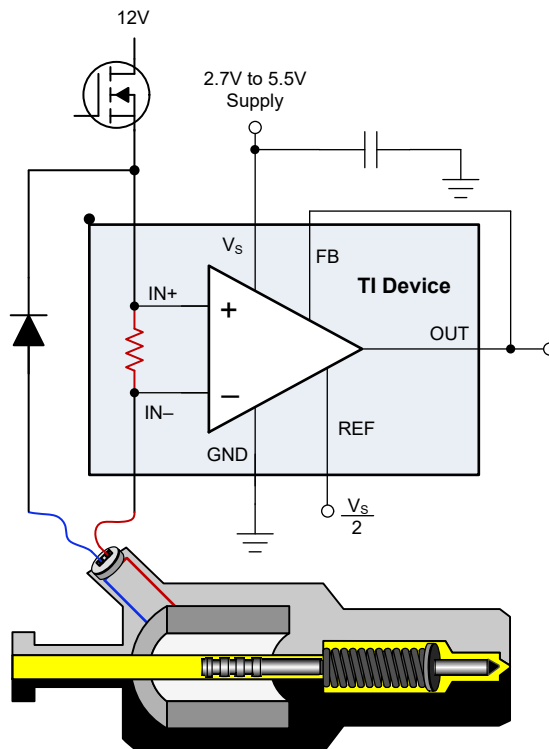 12V
2.7V to 5.5V
Supply
Vₛ
FB
TI Device
IN+
+
OUT
−
IN–
REF
GND
Vₛ
2